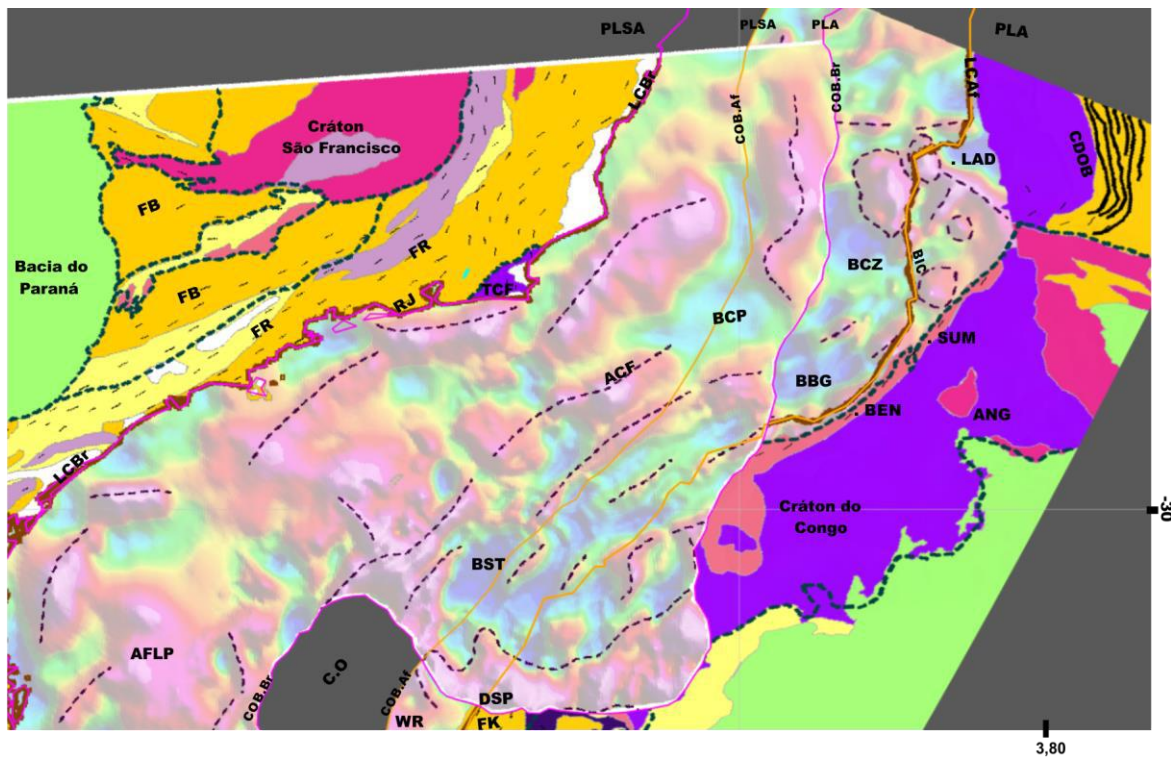 PLSA
PLSA
PLA
PLA
LCBr
COB.Af
COB.Br
LCAf
Cráton
São Francisco
LAD
CDOB
FB
FR
BCZ
BIC
Bacia do
Paraná
FB
RJ
TCF
BCP
FR
SUM
ACF
BBG
BEN
ANG
LCBr
Cráton do
Congo
-30
BST
AFLP
C.O
COB.Br
COB.Af
DSP
WR
FK
3,80